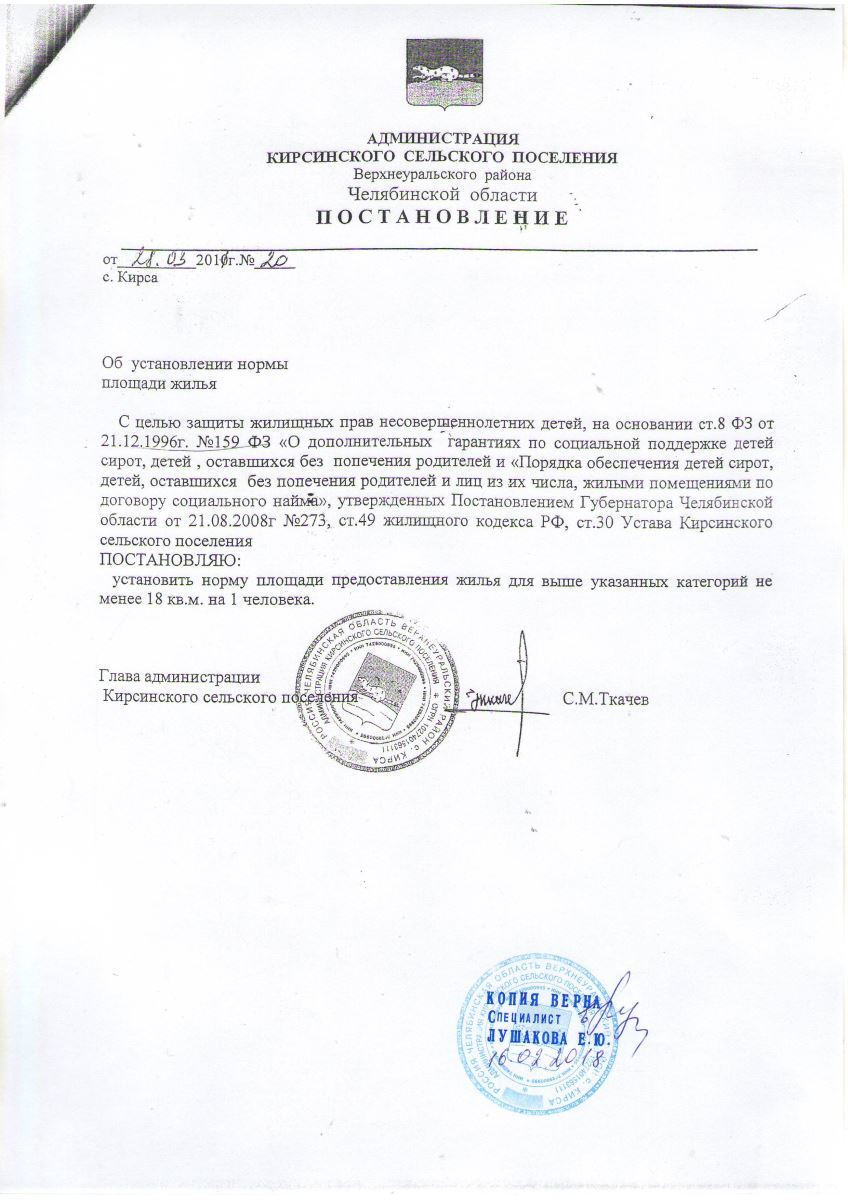 АДМИНИСТРАЦИЯ
КИРСИНСКОГО СЕЛЬСКОГО ПОСЕЛЕНИЯ
Верхнеуральского района
Челябинской области
ПОСТАНОВЛЕНИЕ
от 28.03 201 г.№ 20
с. Кирса
Об установлении нормы
площади жилья
С целью защиты жилищных прав несовершеннолетних детей, на основании ст.8 ФЗ от
21.12.1996г. №159 ФЗ «О дополнительных гарантиях по социальной поддержке детей
сирот, детей , оставшихся без попечения родителей и «Порядка обеспечения детей сирот,
детей, оставшихся без попечения родителей и лиц из их числа, жилыми помещениями по
договору социального найма», утвержденных Постановлением Губернатора Челябинской
области от 21.08.2008г №273, ст.49 жилищного кодекса РФ, ст.30 Устава Кирсинского
сельского поселения
ПОСТАНОВЛЯЮ:
установить норму площади предоставления жилья для выше указанных категорий не
менее 18 кв.м. на 1 человека.
РОССИЯ ЧЕЛЯБИНСКАЯ ОБЛАСТЬ ВЕРХНЕУРАЛЬСКИЙ РАЙОН с. КИРСА
АДМИНИСТРАЦИЯ КИРСИНСКОГО СЕЛЬСКОГО ПОСЕЛЕНИЯ ОГРН 1027401563111
Глава администрации
Кирсинского сельского поселения
С.М.Ткачев
КОПИЯ ВЕРНА
Специалист
ЛУШАКОВА Е.Ю.
16 02 2018